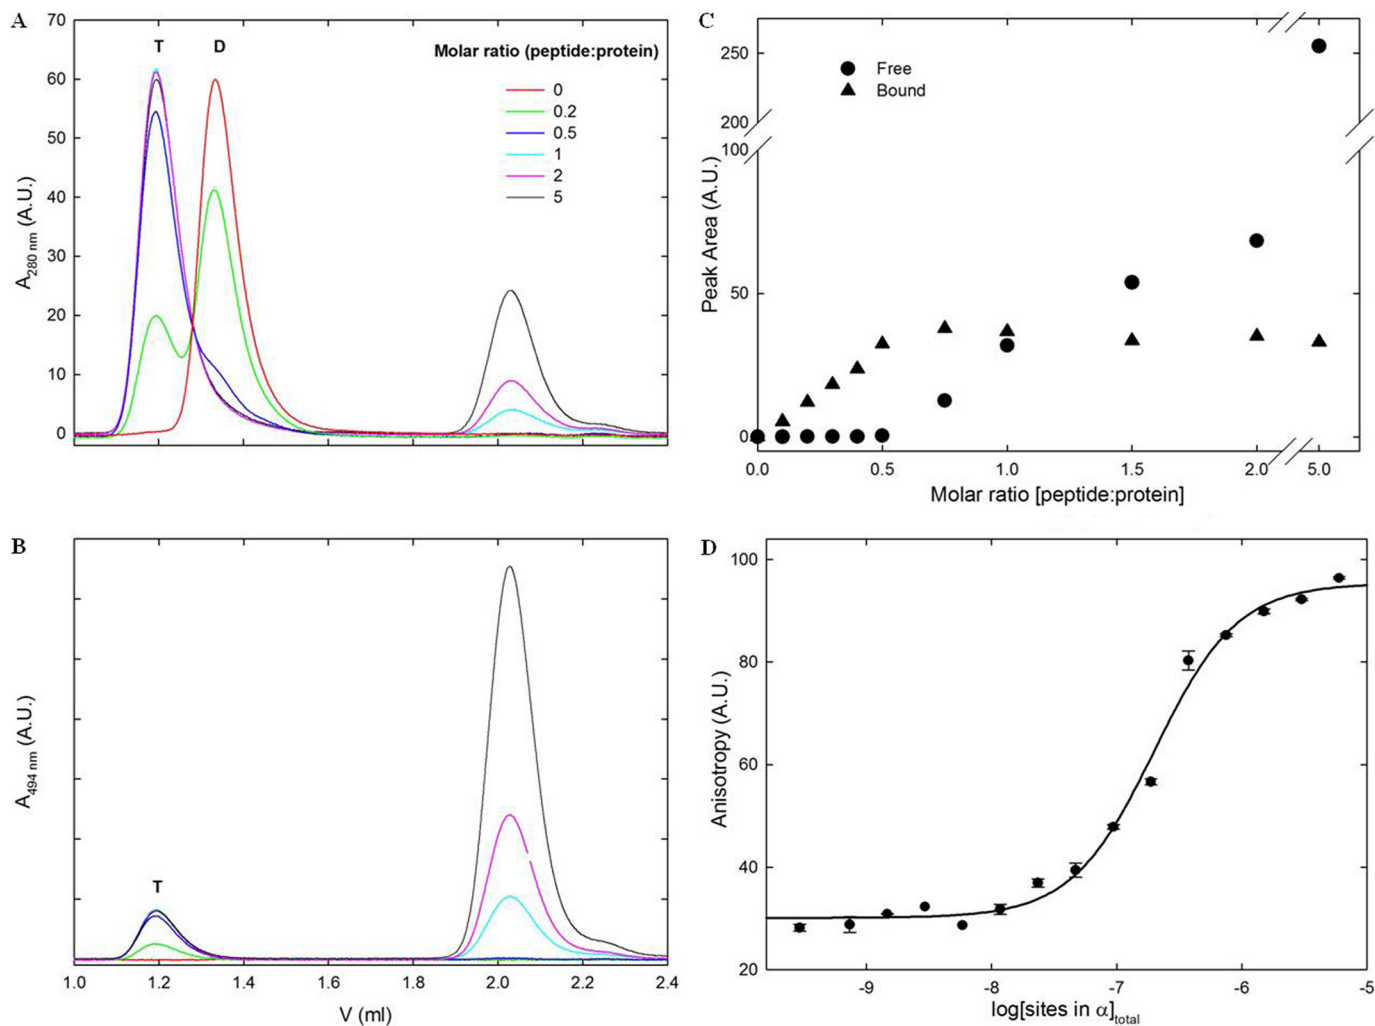 A
70
60
50
40
30
20
10
0
A280 nm (A.U.)
T
D
Molar ratio (peptide:protein)
0
0.2
0.5
1
2
5
B
A494 nm (A.U.)
T
1.0 1.2 1.4 1.6 1.8 2.0 2.2 2.4
V (ml)
C
250
200
100
50
0
Peak Area (A.U.)
Free
Bound
0.0 0.5 1.0 1.5 2.0 5.0
Molar ratio [peptide:protein]
D
100
80
60
40
20
Anisotropy (A.U.)
-9 -8 -7 -6 -5
log[sites in α]total